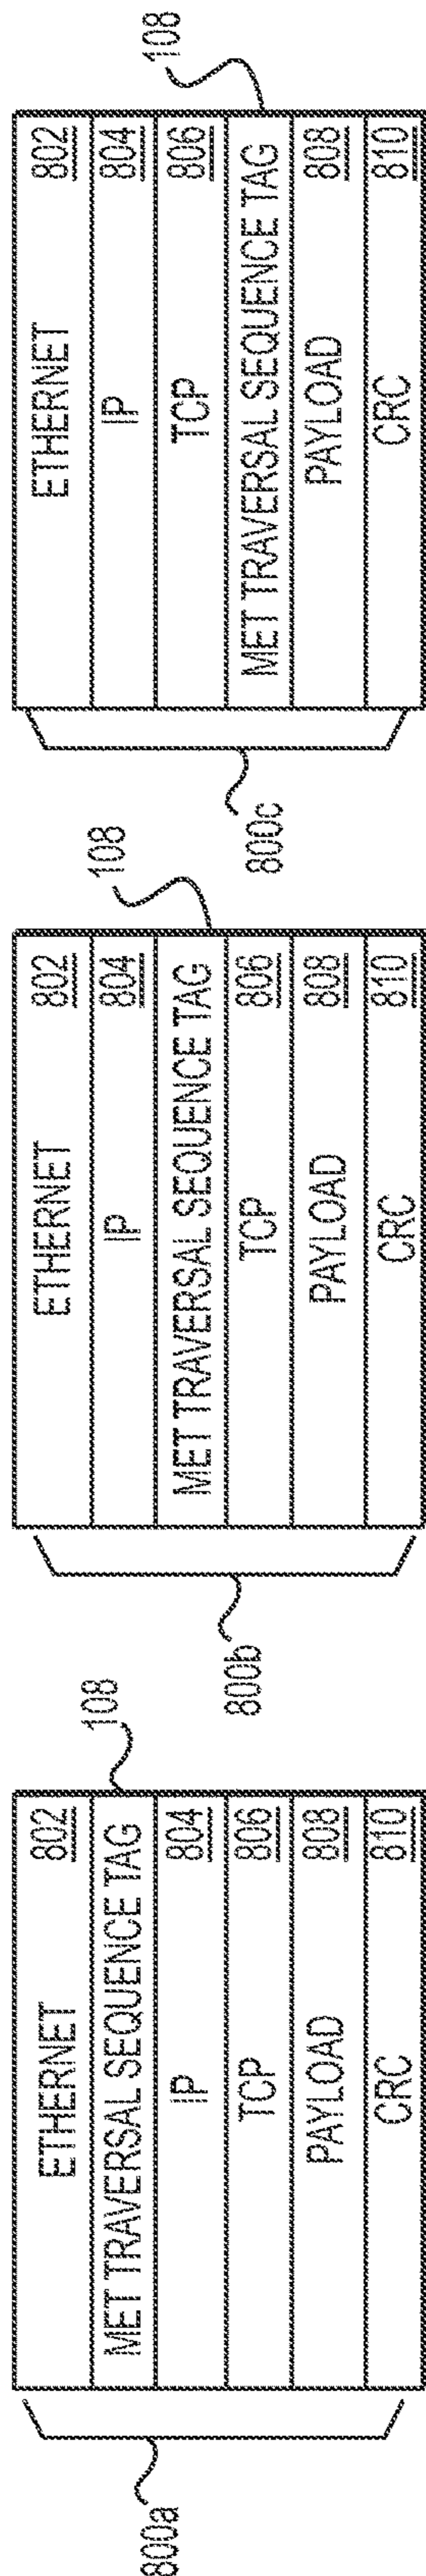 800a
108
ETHERNET 802
MET TRAVERSAL SEQUENCE TAG
IP 804
TCP 806
PAYLOAD 808
CRC 810
800b
108
ETHERNET 802
IP 804
MET TRAVERSAL SEQUENCE TAG
TCP 806
PAYLOAD 808
CRC 810
800c
108
ETHERNET 802
IP 804
TCP 806
MET TRAVERSAL SEQUENCE TAG
PAYLOAD 808
CRC 810